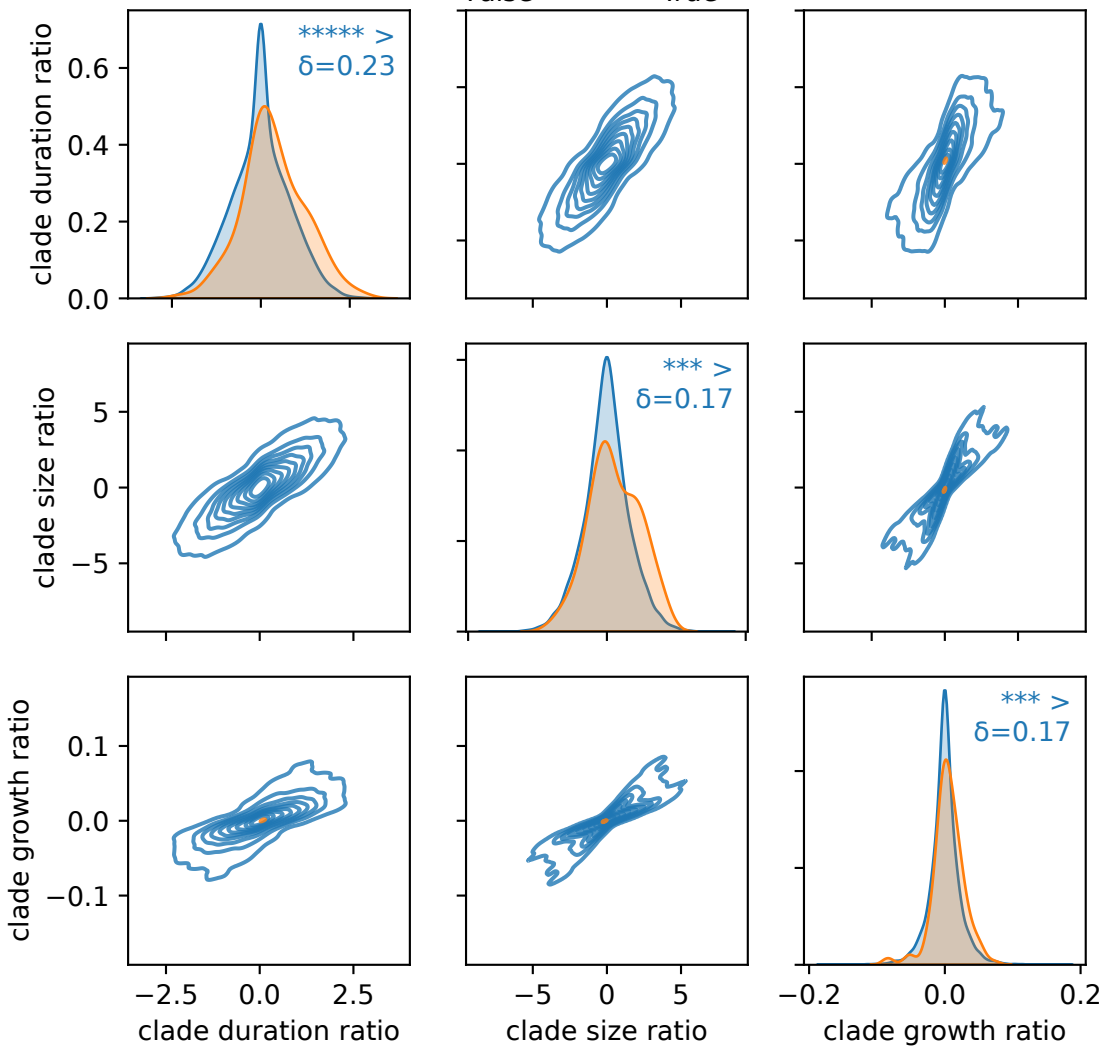 ***** >
δ=0.23
clade duration ratio
0.6
0.4
0.2
0.0
*** >
δ=0.17
clade size ratio
5
0
−5
*** >
δ=0.17
clade growth ratio
0.1
0.0
−0.1
−2.5 0.0 2.5
−5 0 5
−0.2 0.0 0.2
clade duration ratio
clade size ratio
clade growth ratio